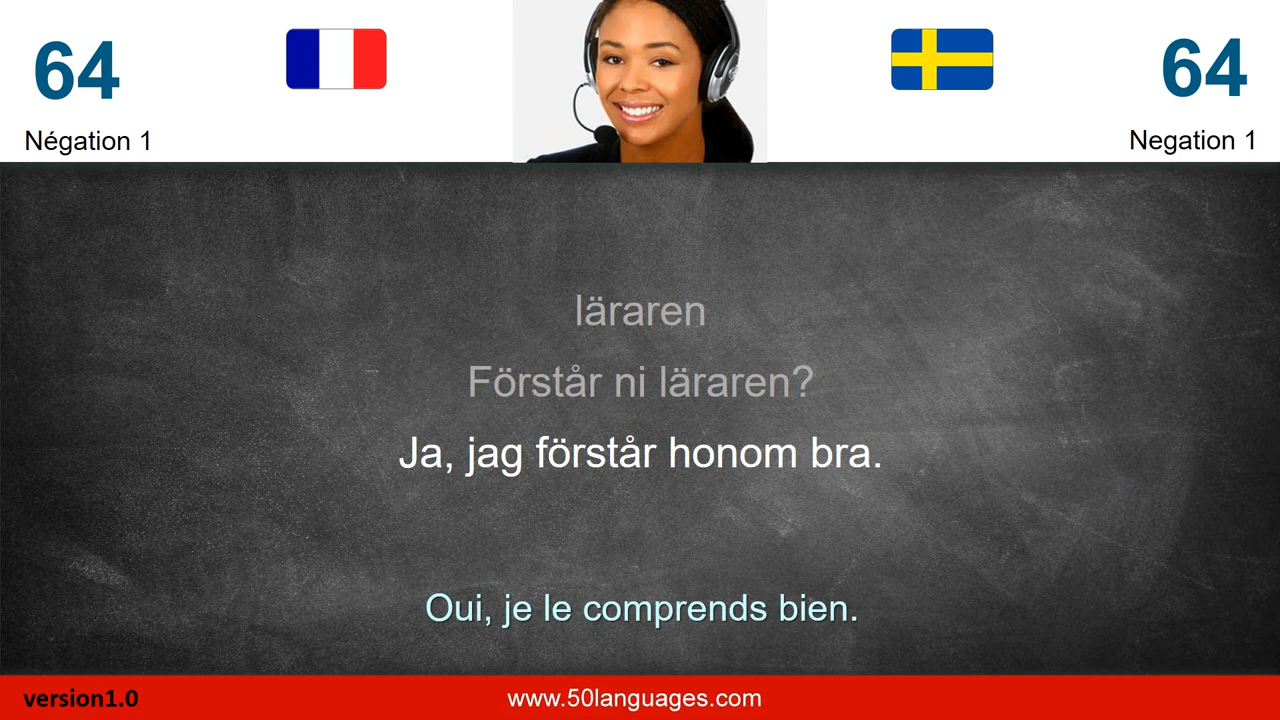 64
64
Négation 1
Negation 1
läraren
Förstår ni läraren?
Ja, jag förstår honom bra.
Oui, je le comprends bien.
version1.0
www.50languages.com